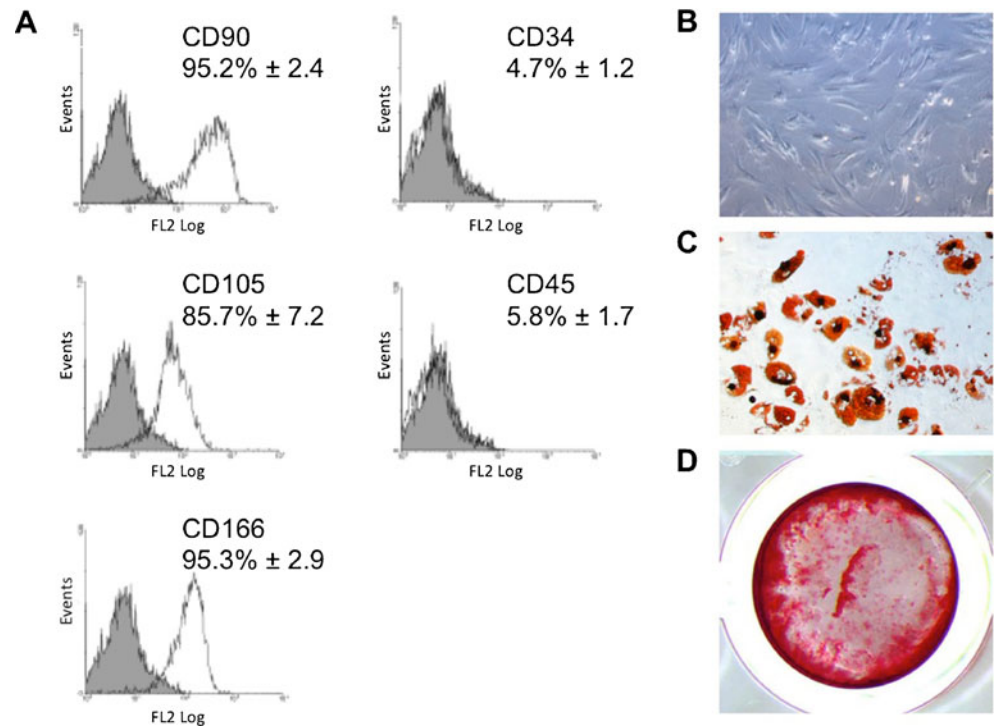 A
CD90
95.2% ± 2.4
Events
FL2 Log
CD34
4.7% ± 1.2
Events
FL2 Log
CD105
85.7% ± 7.2
Events
FL2 Log
CD45
5.8% ± 1.7
Events
FL2 Log
CD166
95.3% ± 2.9
Events
FL2 Log
B
C
D